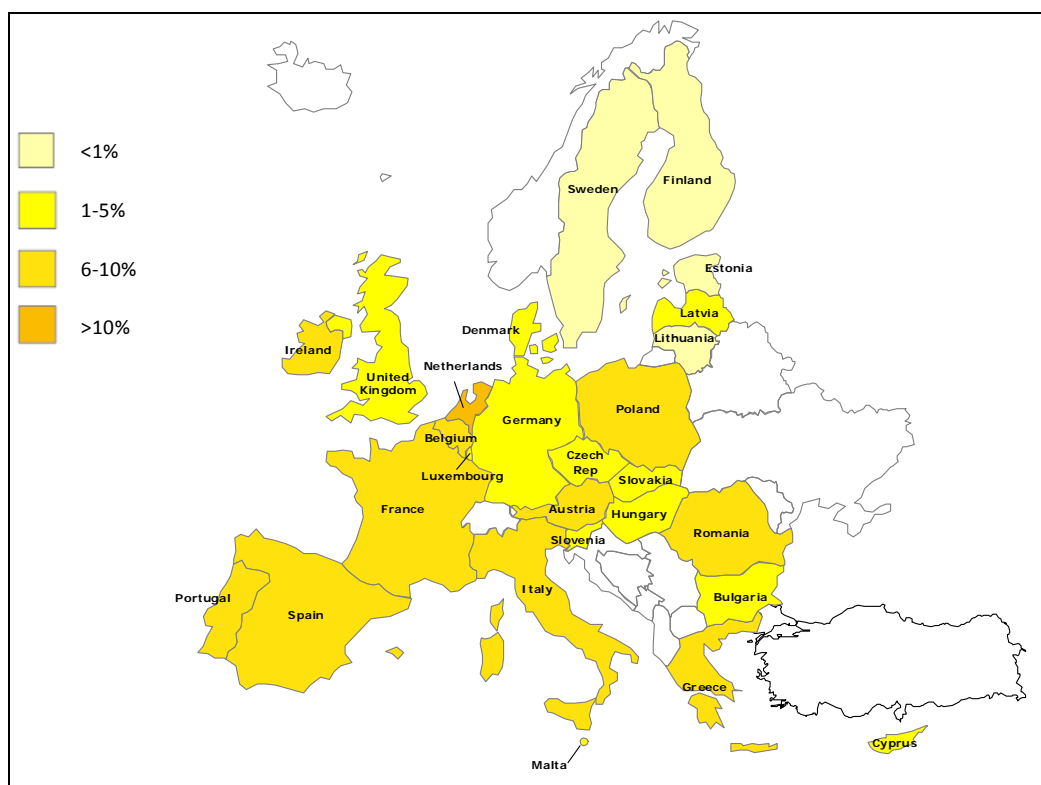 <1%
1-5%
6-10%
>10%
Sweden
Finland
Estonia
Latvia
Lithuania
Denmark
Ireland
United
Kingdom
Netherlands
Belgium
Luxembourg
Germany
Poland
Czech
Rep
Slovakia
France
Austria
Hungary
Slovenia
Romania
Italy
Bulgaria
Portugal
Spain
Greece
Malta
Cyprus